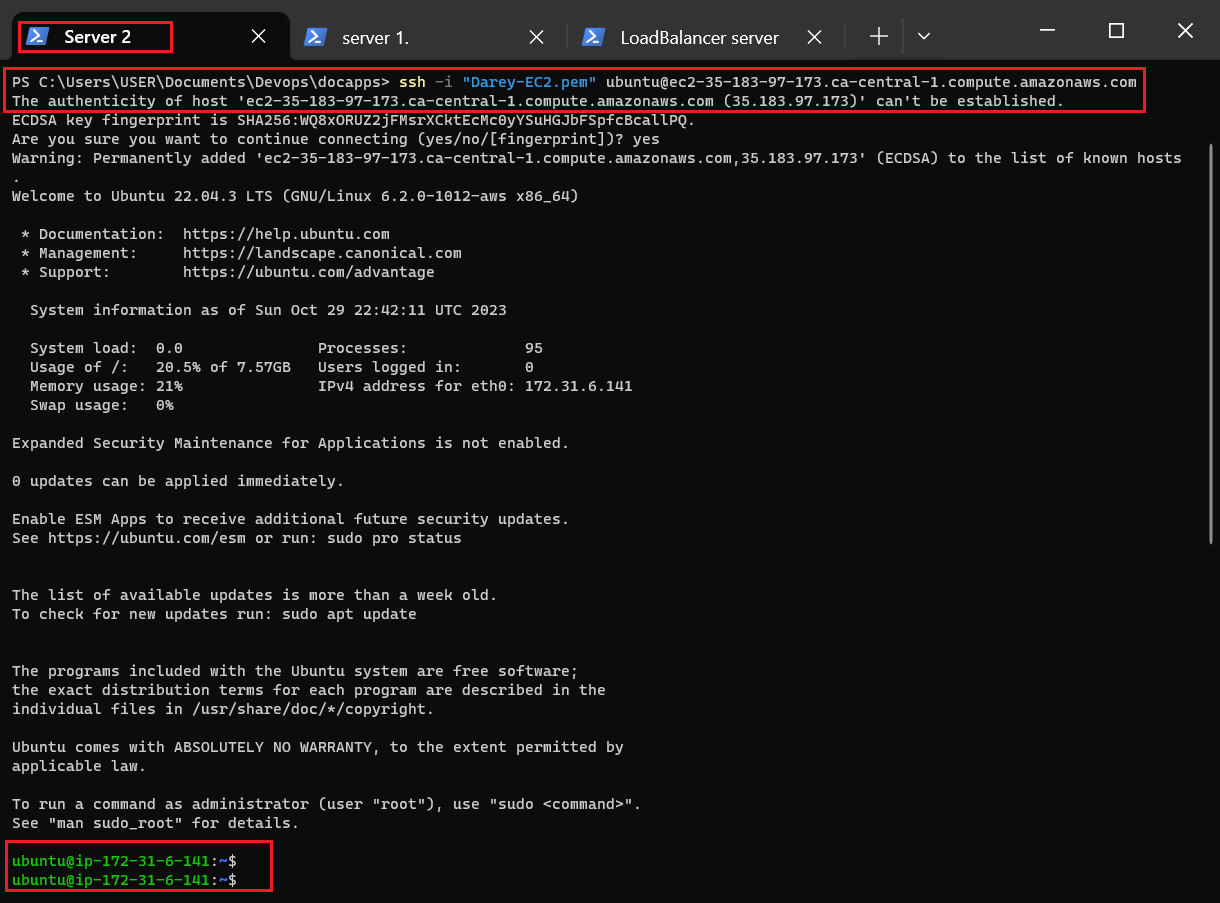 Server 2
server 1.
LoadBalancer server
PS C:\Users\USER\Documents\Devops\docapps> ssh -i "Darey-EC2.pem" ubuntu@ec2-35-183-97-173.ca-central-1.compute.amazonaws.com
The authenticity of host 'ec2-35-183-97-173.ca-central-1.compute.amazonaws.com (35.183.97.173)' can't be established.
ECDSA key fingerprint is SHA256:WQ8xORUZ2jFMsrXCktEcMc0yYSuHGJbFSpfcBcallPQ.
Are you sure you want to continue connecting (yes/no/[fingerprint])? yes
Warning: Permanently added 'ec2-35-183-97-173.ca-central-1.compute.amazonaws.com,35.183.97.173' (ECDSA) to the list of known hosts
.
Welcome to Ubuntu 22.04.3 LTS (GNU/Linux 6.2.0-1012-aws x86_64)
* Documentation:  https://help.ubuntu.com
* Management:     https://landscape.canonical.com
* Support:        https://ubuntu.com/advantage
System information as of Sun Oct 29 22:42:11 UTC 2023
System load:  0.0               Processes:             95
Usage of /:   20.5% of 7.57GB   Users logged in:       0
Memory usage: 21%               IPv4 address for eth0: 172.31.6.141
Swap usage:   0%
Expanded Security Maintenance for Applications is not enabled.
0 updates can be applied immediately.
Enable ESM Apps to receive additional future security updates.
See https://ubuntu.com/esm or run: sudo pro status
The list of available updates is more than a week old.
To check for new updates run: sudo apt update
The programs included with the Ubuntu system are free software;
the exact distribution terms for each program are described in the
individual files in /usr/share/doc/*/copyright.
Ubuntu comes with ABSOLUTELY NO WARRANTY, to the extent permitted by
applicable law.
To run a command as administrator (user "root"), use "sudo <command>".
See "man sudo_root" for details.
ubuntu@ip-172-31-6-141:~$
ubuntu@ip-172-31-6-141:~$